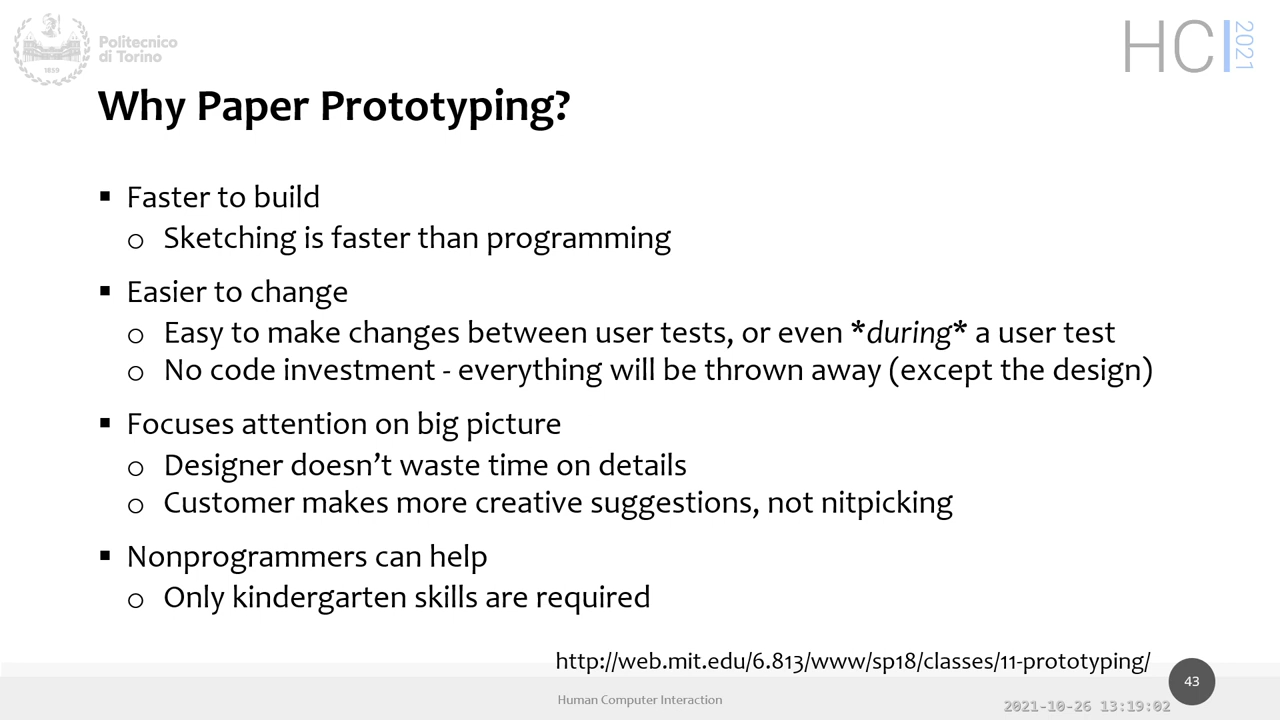 Politecnico
di Torino
1859
HCI 2021
Why Paper Prototyping?
▪ Faster to build
o Sketching is faster than programming
▪ Easier to change
o Easy to make changes between user tests, or even *during* a user test
o No code investment - everything will be thrown away (except the design)
▪ Focuses attention on big picture
o Designer doesn’t waste time on details
o Customer makes more creative suggestions, not nitpicking
▪ Nonprogrammers can help
o Only kindergarten skills are required
http://web.mit.edu/6.813/www/sp18/classes/11-prototyping/
43
Human Computer Interaction
2021-10-26 13:19:02